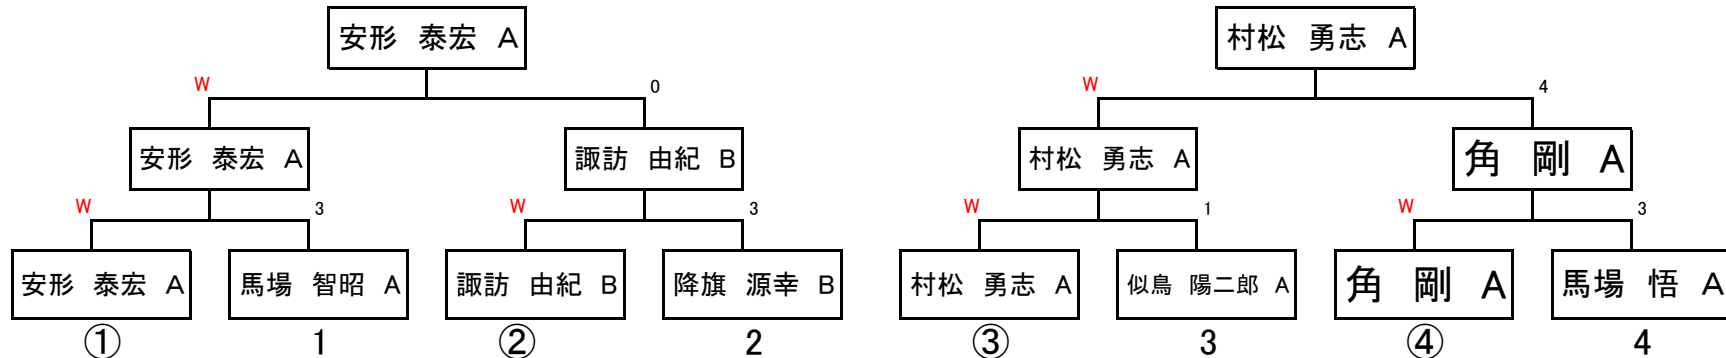 安形 泰宏 A 村松 勇志 A
W 0 W 4
安形 泰宏 A 諏訪 由紀 B 村松 勇志 A 角 剛 A
W 3 W 3 W 1 W 3
安形 泰宏 A 馬場 智昭 A 諏訪 由紀 B 降旗 源幸 B 村松 勇志 A 似鳥 陽二郎 A 角 剛 A 馬場 悟 A
① 1 ② 2 ③ 3 ④ 4